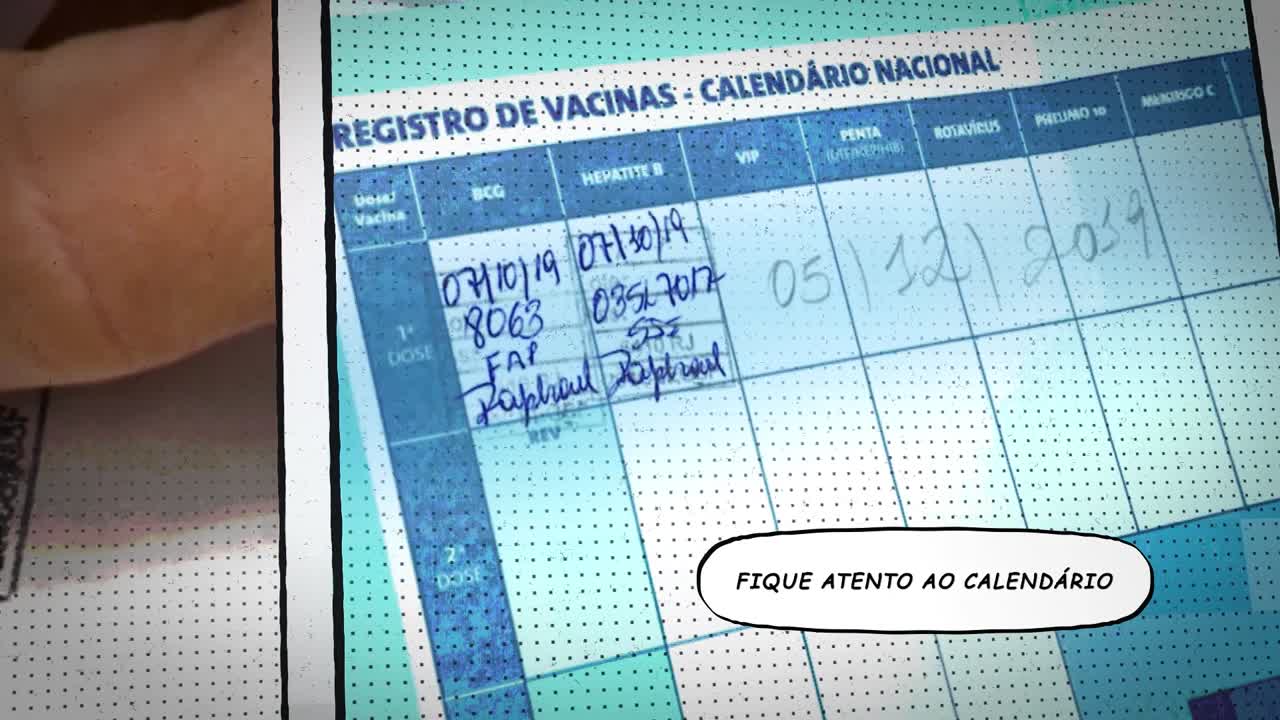 REGISTRO DE VACINAS - CALENDÁRIO NACIONAL
Dose/ Vacina
BCG
HEPATITE B
VIP
PENTA
(DTP/HEP/HIB)
ROTAVÍRUS
PNEUMO 10
MENINGO C
1ª DOSE
07/10/19
8063
FAP
Raphael
07/10/19
SSE
Raphael
05/12/2019
REV
2ª
DOSE
FIQUE ATENTO AO CALENDÁRIO